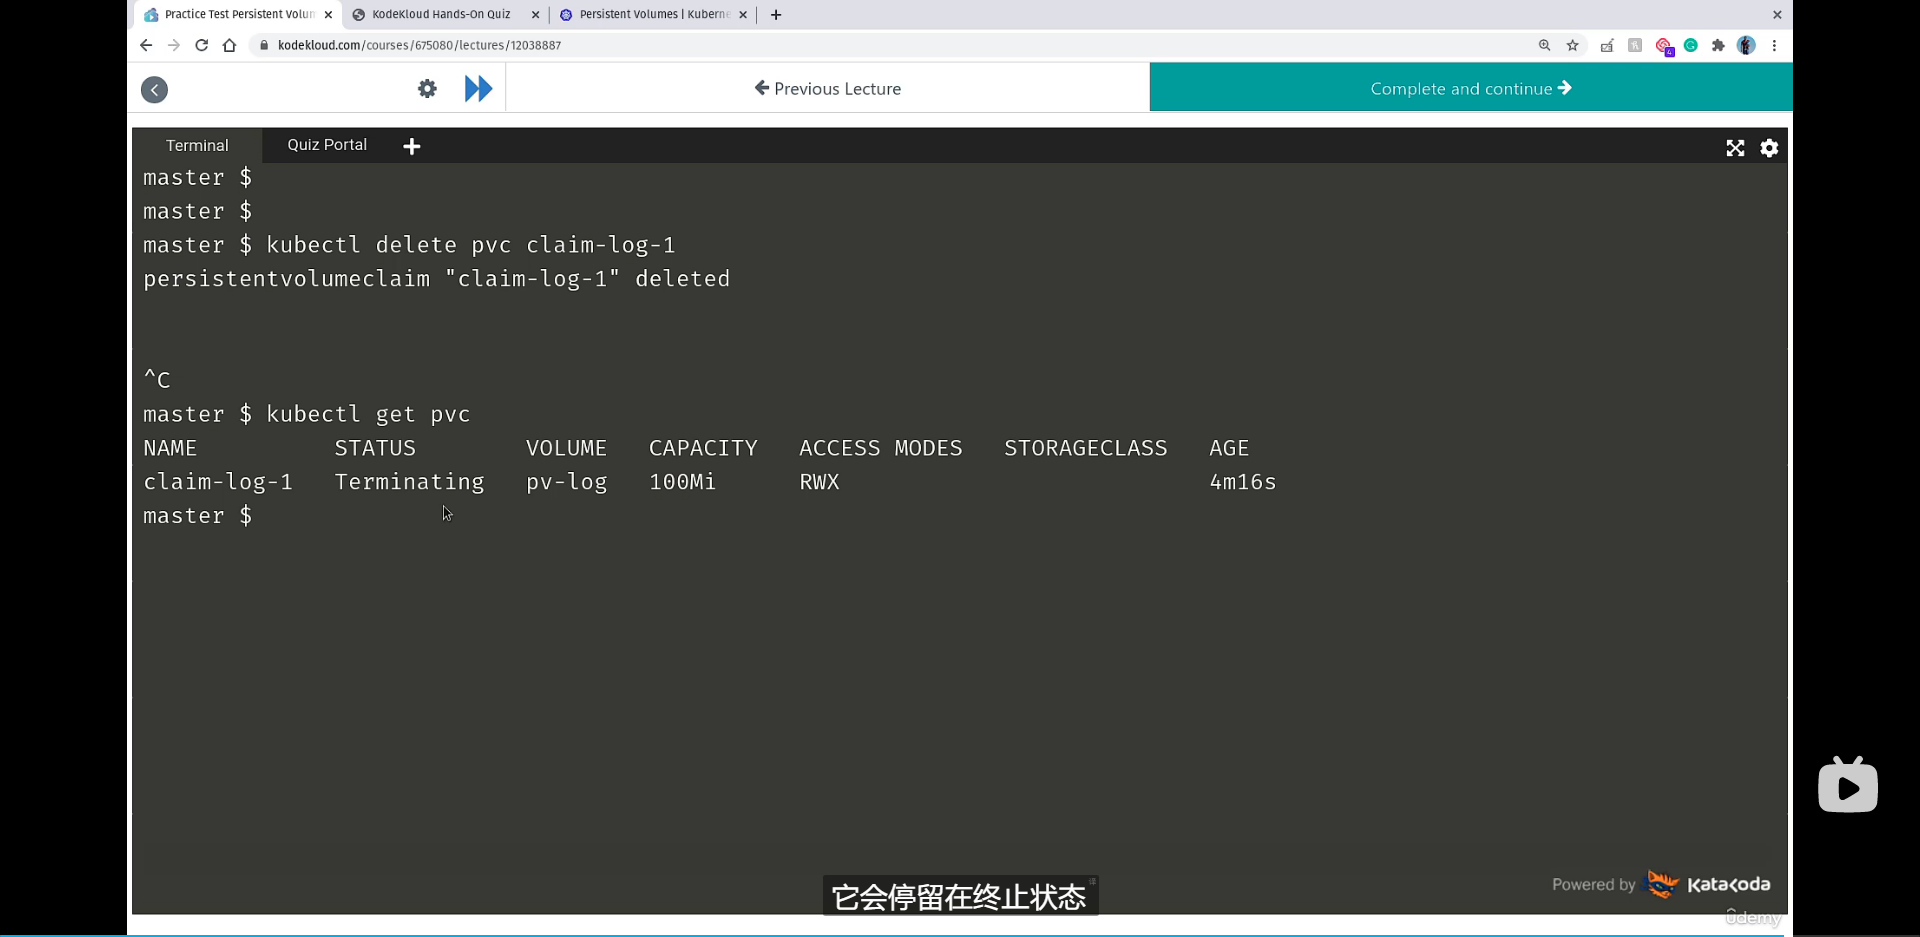 Practice Test Persistent Volum
KodeKloud Hands-On Quiz
Persistent Volumes | Kuberne
kodekloud.com/courses/675080/lectures/12038887
Previous Lecture
Complete and continue
Terminal
Quiz Portal
master $
master $
master $ kubectl delete pvc claim-log-1
persistentvolumeclaim "claim-log-1" deleted
^C
master $ kubectl get pvc
NAME STATUS VOLUME CAPACITY ACCESS MODES STORAGECLASS AGE
claim-log-1 Terminating pv-log 100Mi RWX 4m16s
master $
Powered by Katacoda
它会停留在终止状态
ûdemy